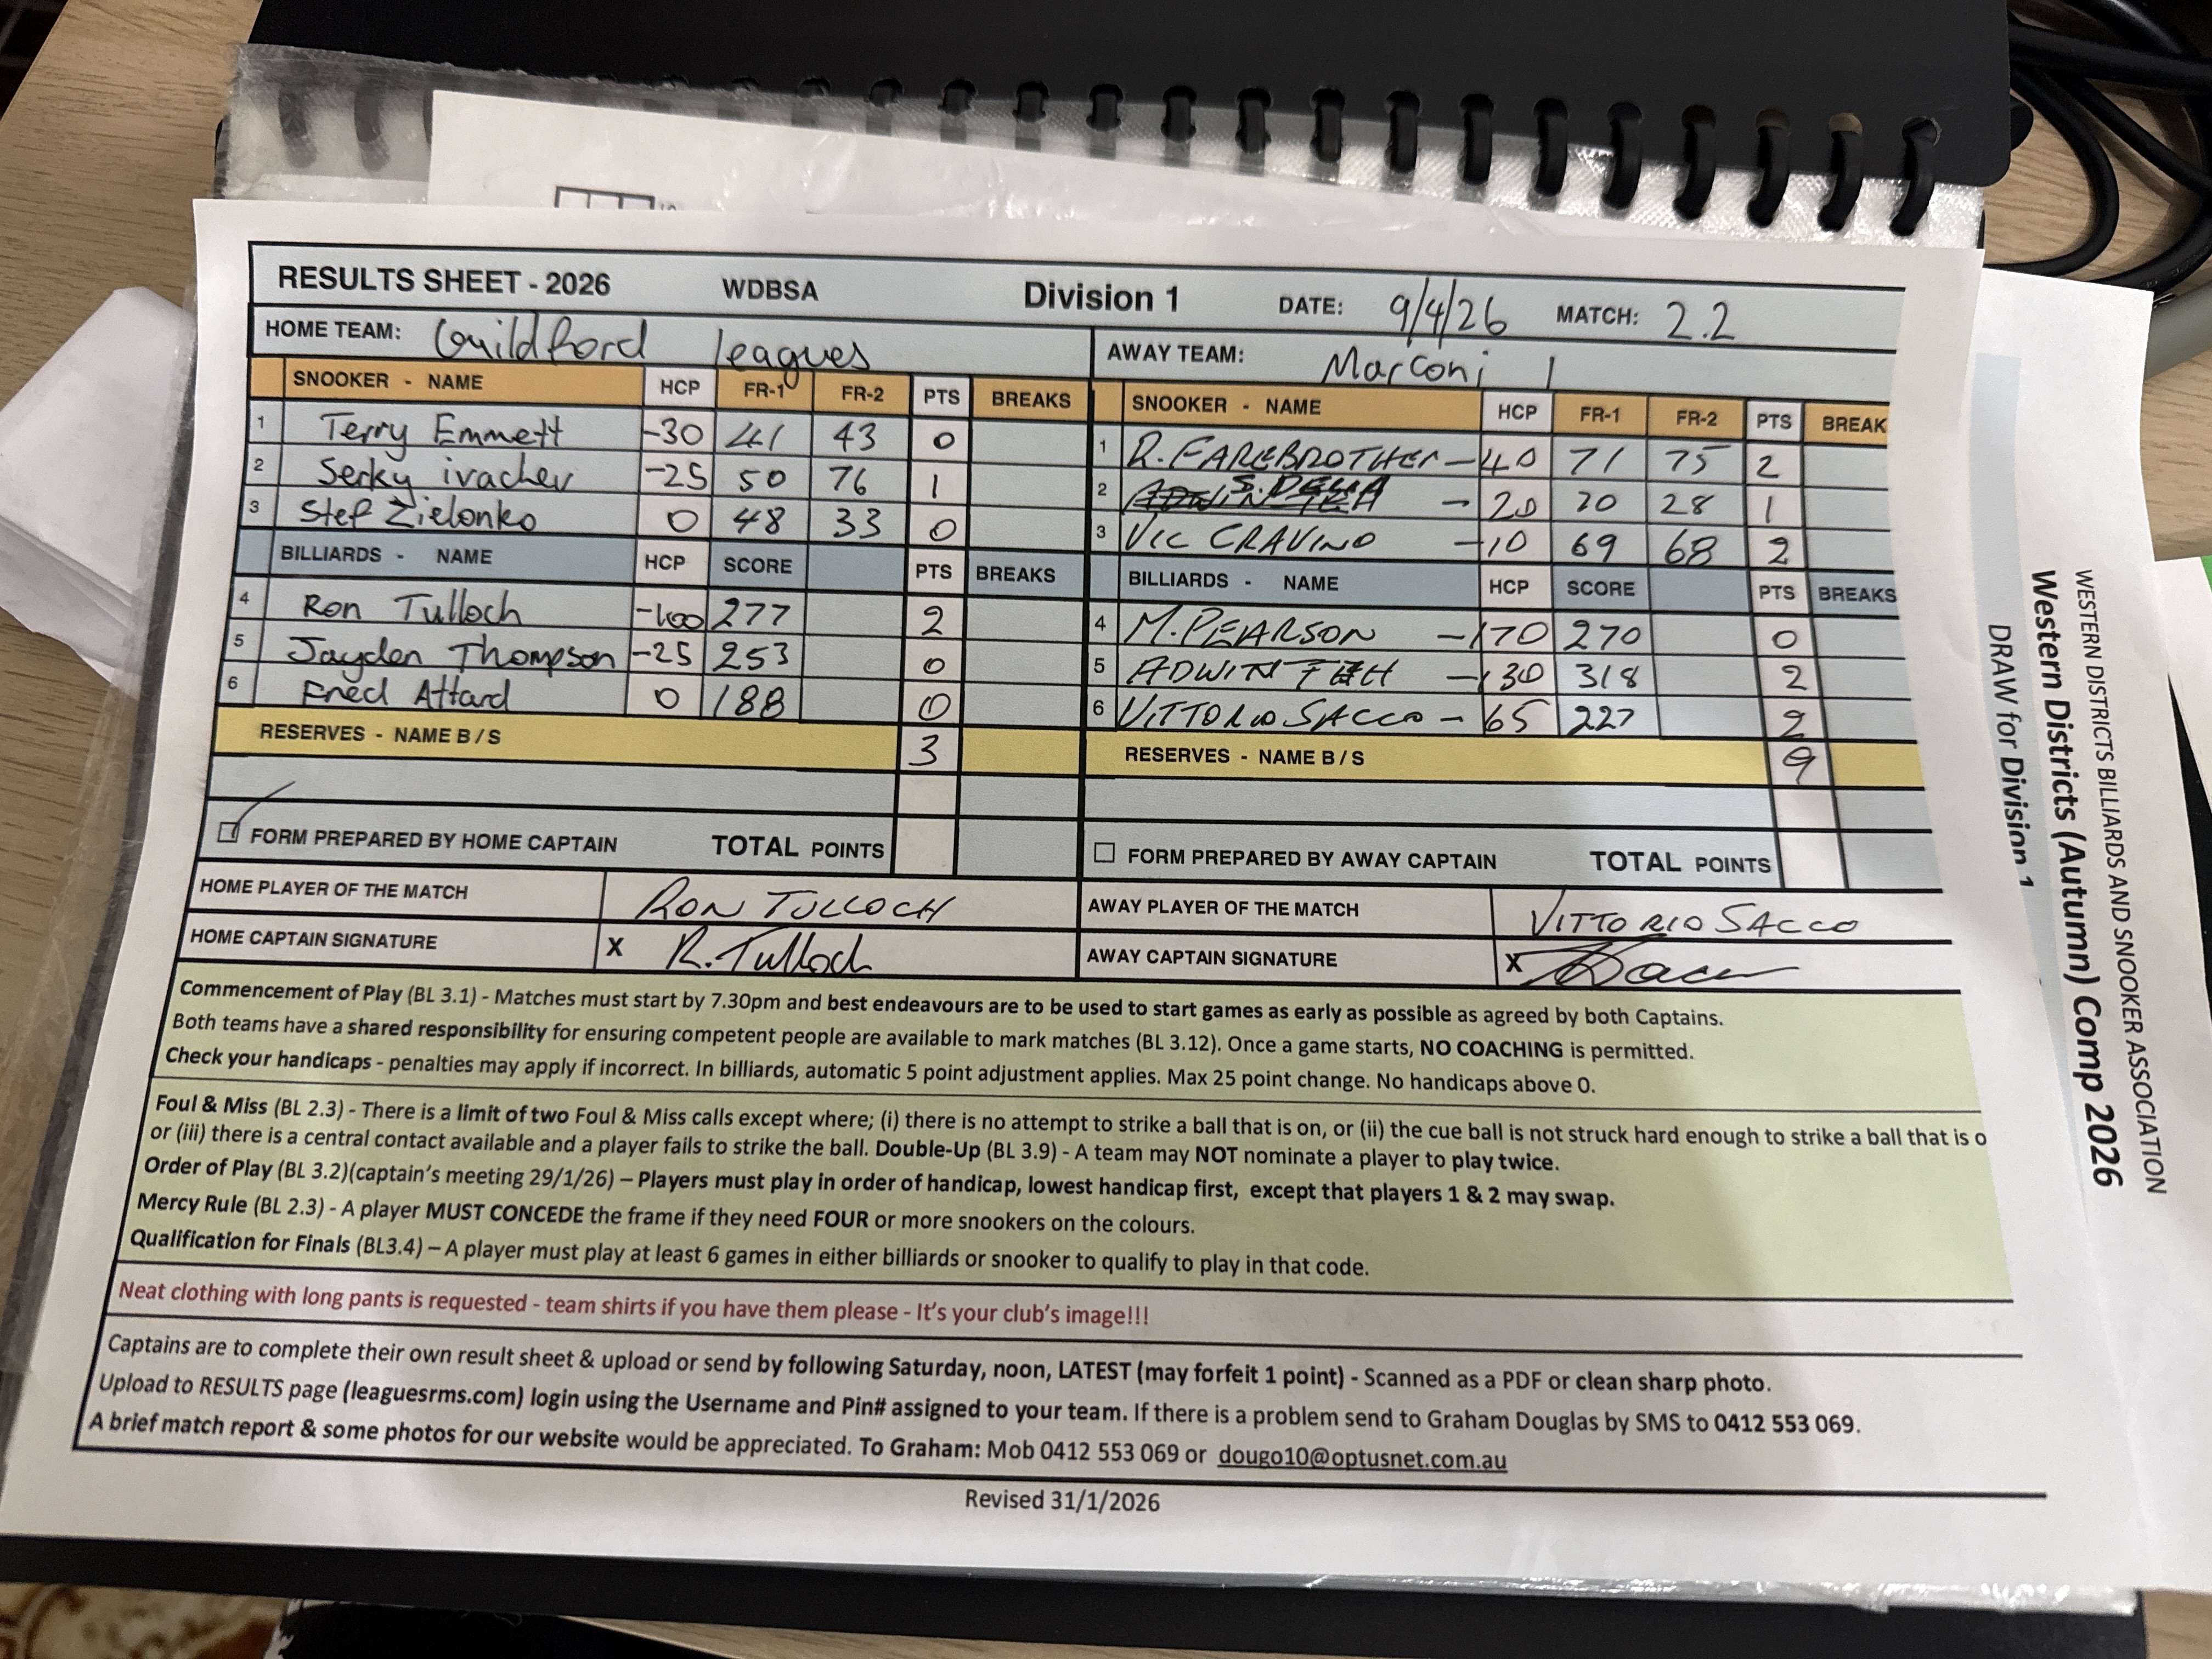 RESULTS SHEET - 2026 WDBSA Division 1 DATE: 9/4/26 MATCH: 2.2
HOME TEAM: Guildford leagues AWAY TEAM: Marconi 1
SNOOKER - NAME HCP FR-1 FR-2 PTS BREAKS SNOOKER - NAME HCP FR-1 FR-2 PTS BREAK
1 Terry Emmett -30 41 43 0 1 R. FAREBROTHER -40 71 75 2
2 Serky ivachev -25 50 76 1 2 S. DELIA -20 28 1
3 Stef Zielonko 0 48 33 0 3 VIC CRAVINO -10 69 68 2
BILLIARDS - NAME HCP SCORE PTS BREAKS BILLIARDS - NAME HCP SCORE PTS BREAKS
4 Ron Tulloch -100 277 2 4 M. PEARSON -170 270 0
5 Jayden Thompson -25 253 0 5 ADWIN TEH -130 318 2
6 Fred Attard 0 188 0 6 VITTORIO SACCO -65 227 2
RESERVES - NAME B / S 3 RESERVES - NAME B / S 9
FORM PREPARED BY HOME CAPTAIN TOTAL POINTS FORM PREPARED BY AWAY CAPTAIN TOTAL POINTS
HOME PLAYER OF THE MATCH RON TULLOCH AWAY PLAYER OF THE MATCH VITTORIO SACCO
HOME CAPTAIN SIGNATURE X R. Tulloch AWAY CAPTAIN SIGNATURE X
Commencement of Play (BL 3.1) - Matches must start by 7.30pm and best endeavours are to be used to start games as early as possible as agreed by both Captains.
Both teams have a shared responsibility for ensuring competent people are available to mark matches (BL 3.12). Once a game starts, NO COACHING is permitted.
Check your handicaps - penalties may apply if incorrect. In billiards, automatic 5 point adjustment applies. Max 25 point change. No handicaps above 0.
Foul & Miss (BL 2.3) - There is a limit of two Foul & Miss calls except where; (i) there is no attempt to strike a ball that is on, or (ii) the cue ball is not struck hard enough to strike a ball that is o
or (iii) there is a central contact available and a player fails to strike the ball. Double-Up (BL 3.9) - A team may NOT nominate a player to play twice.
Order of Play (BL 3.2)(captain's meeting 29/1/26) – Players must play in order of handicap, lowest handicap first, except that players 1 & 2 may swap.
Mercy Rule (BL 2.3) - A player MUST CONCEDE the frame if they need FOUR or more snookers on the colours.
Qualification for Finals (BL3.4) – A player must play at least 6 games in either billiards or snooker to qualify to play in that code.
Neat clothing with long pants is requested - team shirts if you have them please - It's your club's image!!!
Captains are to complete their own result sheet & upload or send by following Saturday, noon, LATEST (may forfeit 1 point) - Scanned as a PDF or clean sharp photo.
Upload to RESULTS page (leaguesrms.com) login using the Username and Pin# assigned to your team. If there is a problem send to Graham Douglas by SMS to 0412 553 069.
A brief match report & some photos for our website would be appreciated. To Graham: Mob 0412 553 069 or dougo10@optusnet.com.au
Revised 31/1/2026
WESTERN DISTRICTS BILLIARDS AND SNOOKER ASSOCIATION
Western Districts (Autumn) Comp 2026
DRAW for Division 1